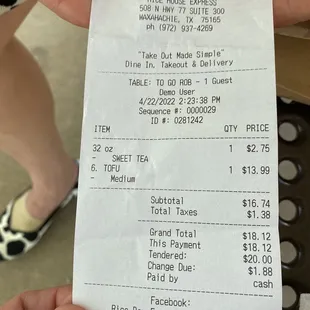 RICE HOUSE EXPRESS
508 N HWY 77 SUITE 300
WAXAHACHIE, TX 75165
ph (972) 937-4269
"Take Out Made Simple"
Dine In, Takeout & Delivery
TABLE: TO GO ROB - 1 Guest
Demo User
4/22/2022 2:23:38 PM
Sequence #: 0000029
ID #: 0281242
ITEM QTY PRICE
32 oz 1 $2.75
- SWEET TEA
6. TOFU 1 $13.99
- Medium
Subtotal $16.74
Total Taxes $1.38
Grand Total $18.12
This Payment $18.12
Tendered: $20.00
Change Due: $1.88
Paid by cash
Facebook: